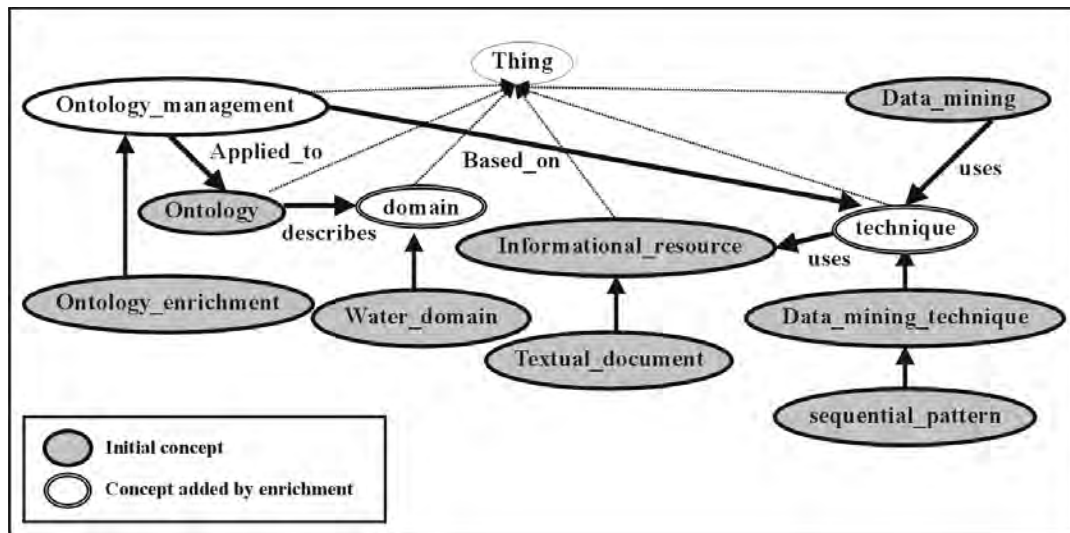 Thing
Ontology_management
Data_mining
Applied_to
Based_on
uses
Ontology
domain
technique
describes
Informational_resource
uses
Ontology_enrichment
Water_domain
Data_mining_technique
Textual_document
sequential_pattern
Initial concept
Concept added by enrichment